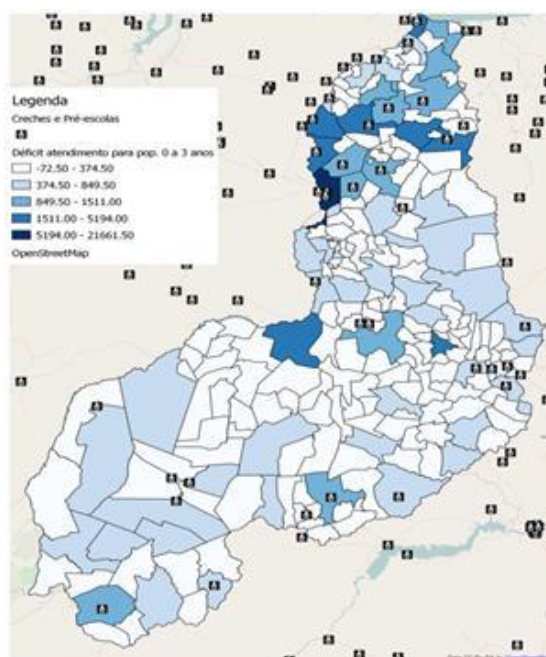 Legenda
Creches e Pré-escolas
Déficit atendimento para pop. 0 a 3 anos
-72.50 - 374.50
374.50 - 849.50
849.50 - 1511.00
1511.00 - 5194.00
5194.00 - 21661.50
OpenStreetMap